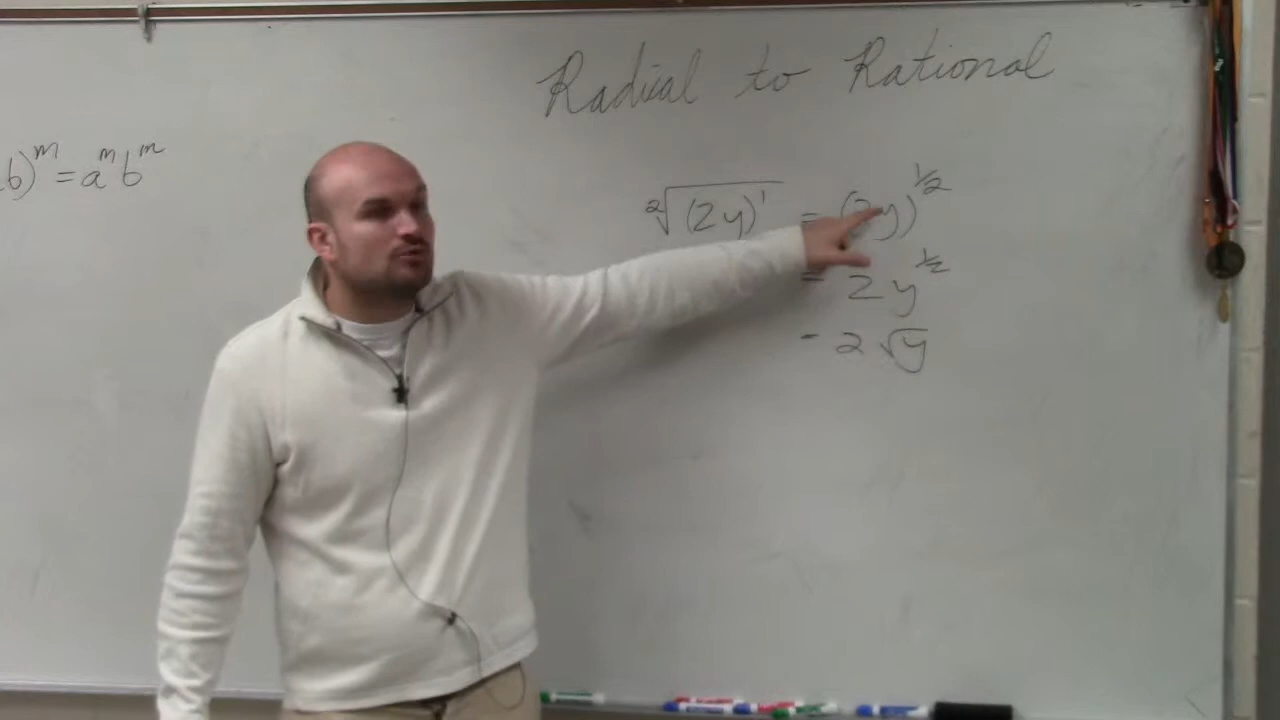 Radical to Rational
b)^m = a^m b^m
²√(2y)^1 = (2y)^1/2
= 2y^1/2
- 2√y